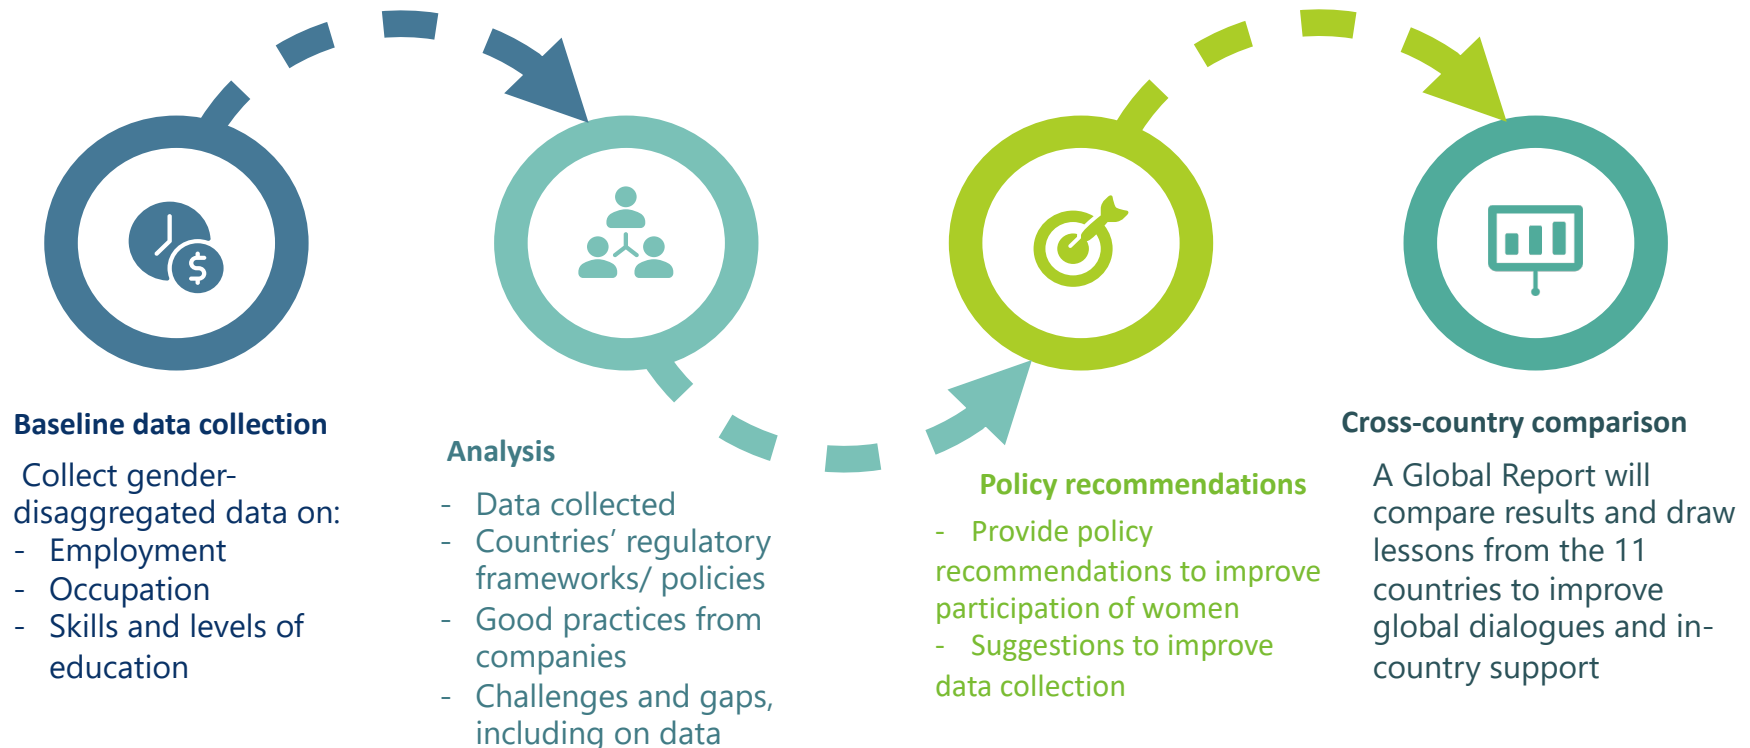 Baseline data collection
Collect gender-
disaggregated data on:
- Employment
- Occupation
- Skills and levels of
education
Analysis
- Data collected
- Countries’ regulatory
frameworks/ policies
- Good practices from
companies
- Challenges and gaps,
including on data
Policy recommendations
- Provide policy
recommendations to improve
participation of women
- Suggestions to improve
data collection
Cross-country comparison
A Global Report will
compare results and draw
lessons from the 11
countries to improve
global dialogues and in-
country support
$